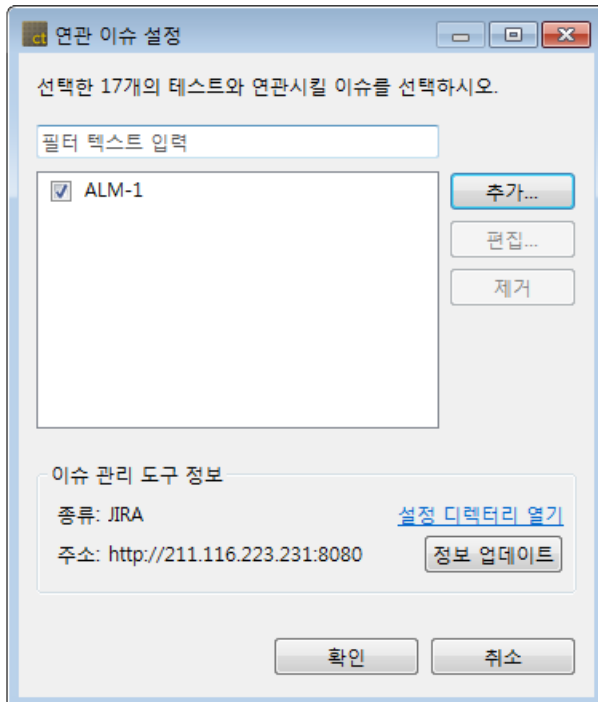 ct 연관 이슈 설정
선택한 17개의 테스트와 연관시킬 이슈를 선택하시오.
필터 텍스트 입력
ALM-1
추가...
편집...
제거
이슈 관리 도구 정보
종류: JIRA
설정 디렉터리 열기
주소: http://211.116.223.231:8080
정보 업데이트
확인
취소